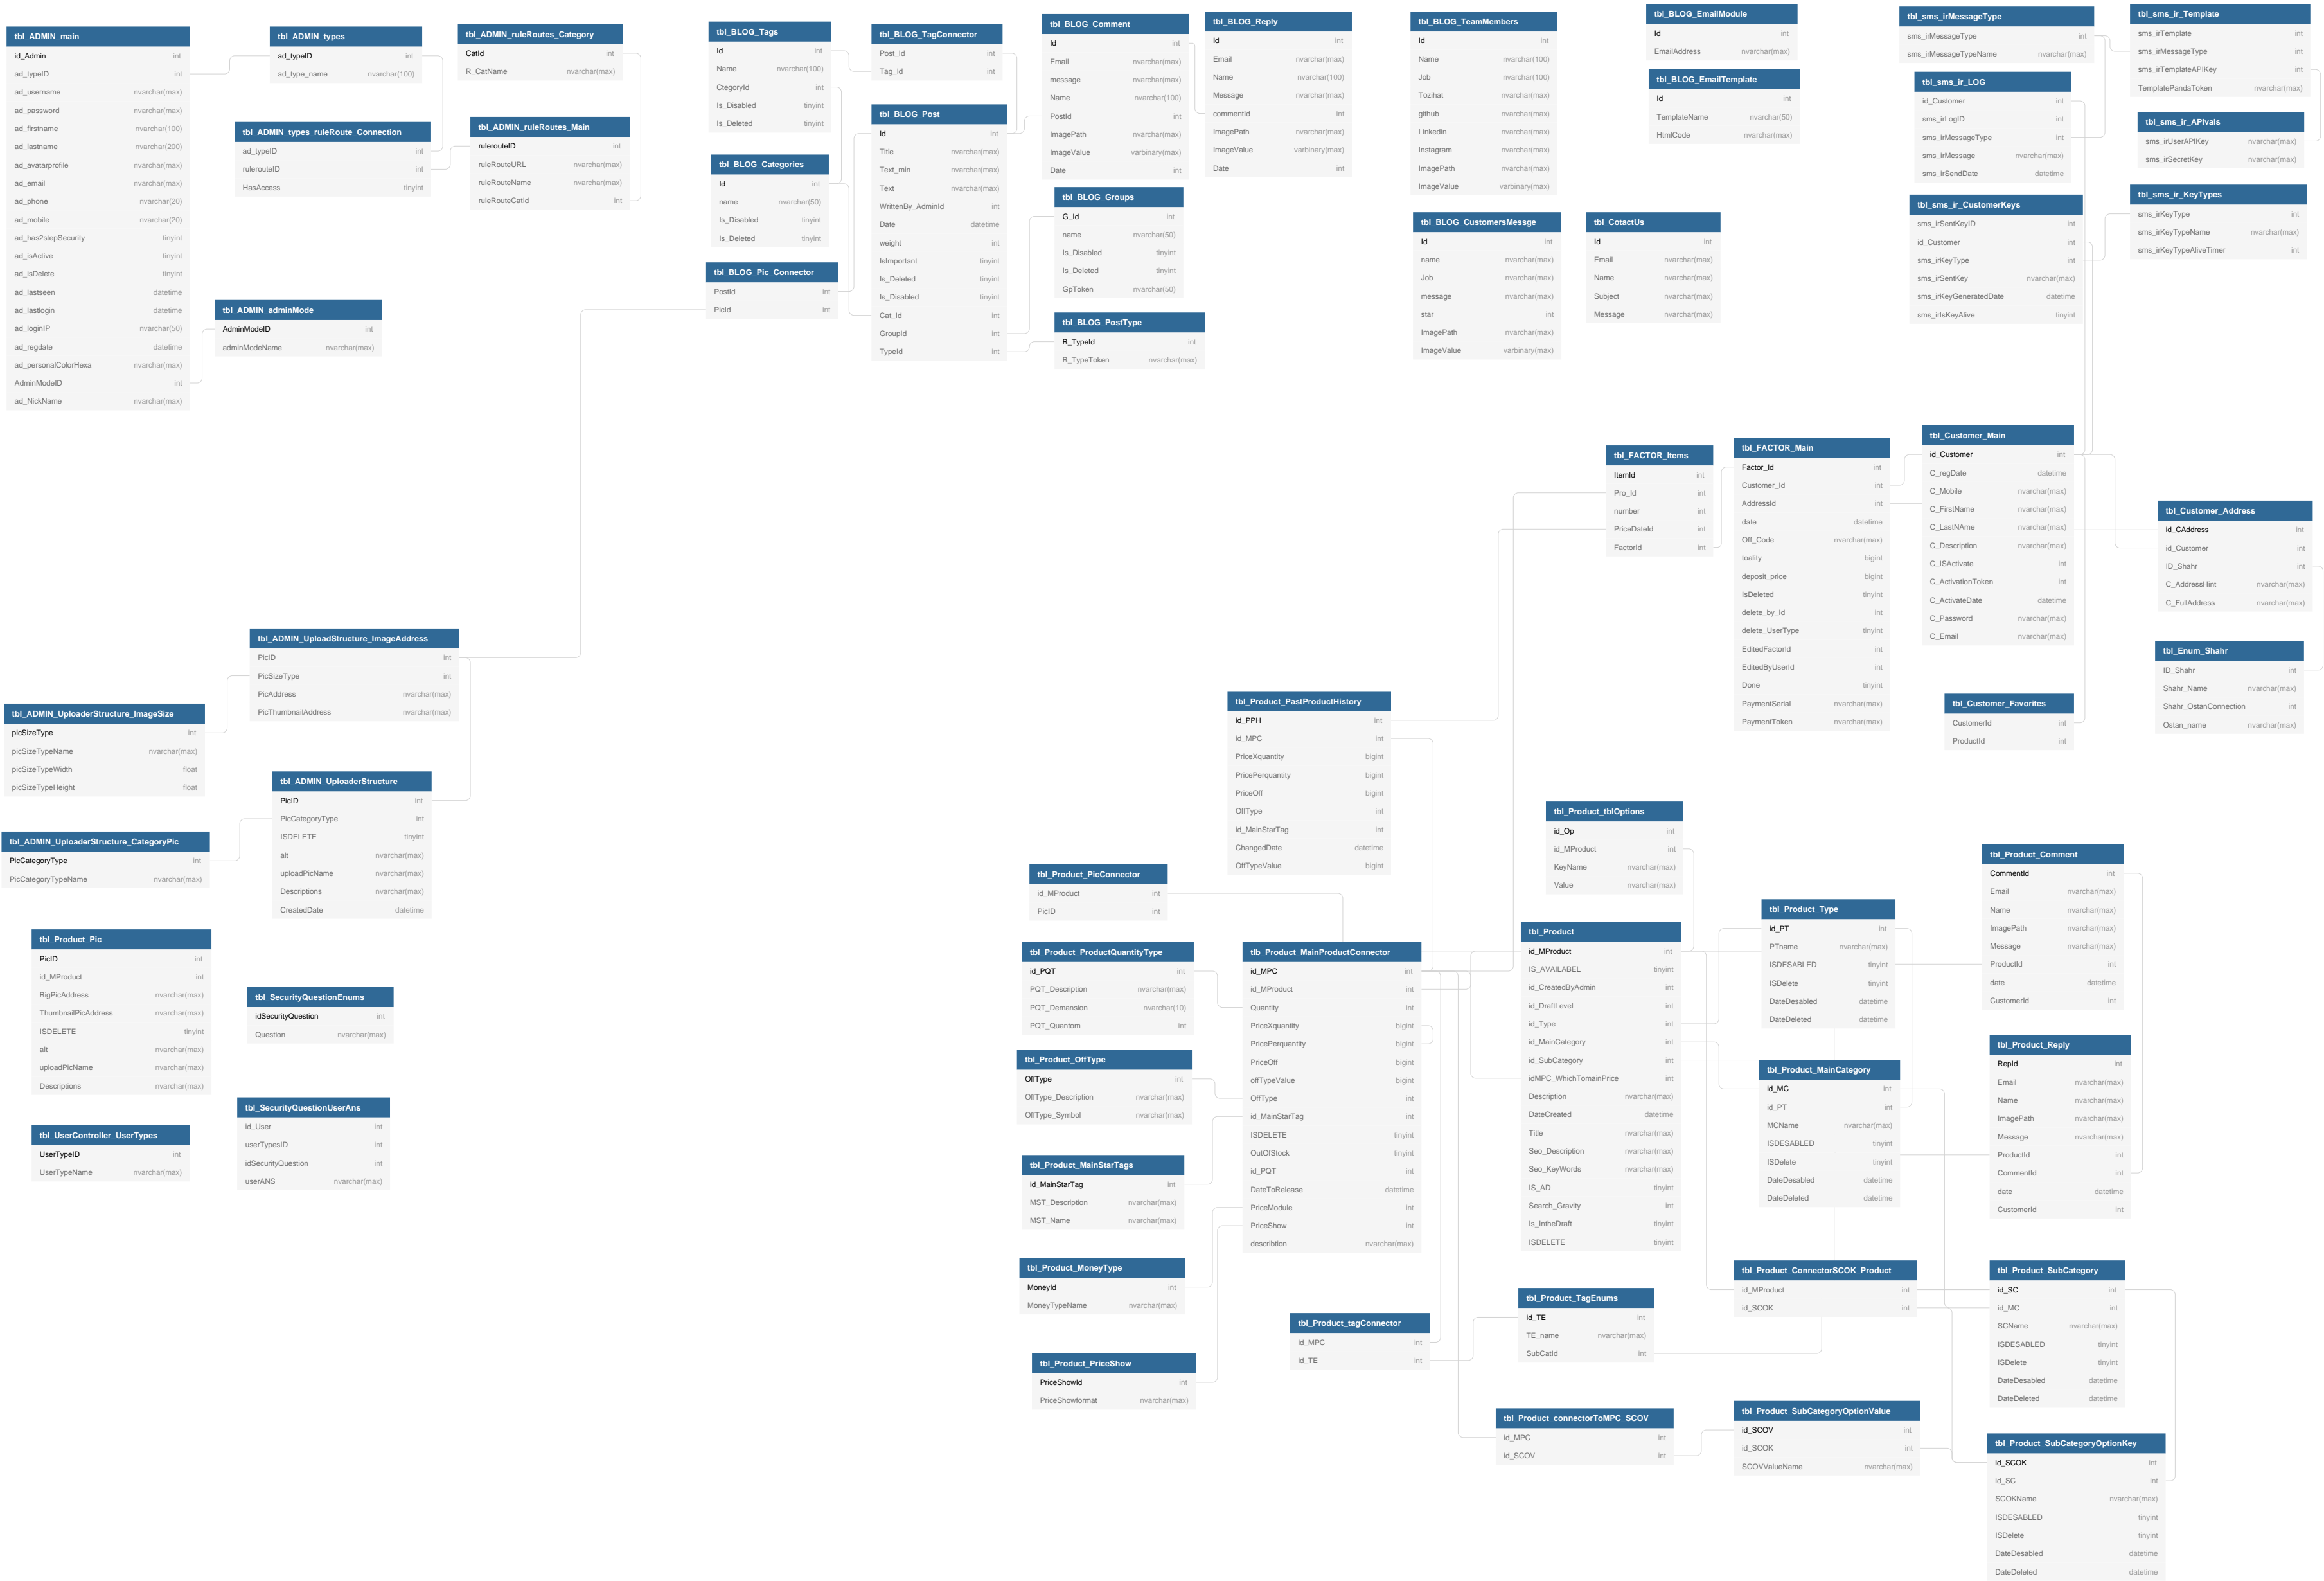 tbl_ADMIN_main
id_Admin int
ad_typeID int
ad_username nvarchar(max)
ad_password nvarchar(max)
ad_firstname nvarchar(100)
ad_lastname nvarchar(200)
ad_avatarprofile nvarchar(max)
ad_email nvarchar(max)
ad_phone nvarchar(20)
ad_mobile nvarchar(20)
ad_has2stepSecurity tinyint
ad_isActive tinyint
ad_isDelete tinyint
ad_lastseen datetime
ad_lastlogin datetime
ad_loginIP nvarchar(50)
ad_regdate datetime
ad_personalColorHexa nvarchar(max)
AdminModeID int
ad_NickName nvarchar(max)
tbl_ADMIN_types
ad_typeID int
ad_type_name nvarchar(100)
tbl_ADMIN_ruleRoutes_Category
CatId int
R_CatName nvarchar(max)
tbl_ADMIN_types_ruleRoute_Connection
ad_typeID int
rulerouteID int
HasAccess tinyint
tbl_ADMIN_ruleRoutes_Main
rulerouteID int
ruleRouteURL nvarchar(max)
ruleRouteName nvarchar(max)
ruleRouteCatId int
tbl_ADMIN_adminMode
AdminModeID int
adminModeName nvarchar(max)
tbl_BLOG_Tags
Id int
Name nvarchar(100)
CtegoryId int
Is_Disabled tinyint
Is_Deleted tinyint
tbl_BLOG_Categories
Id int
name nvarchar(50)
Is_Disabled tinyint
Is_Deleted tinyint
tbl_BLOG_Pic_Connector
PostId int
PicId int
tbl_BLOG_TagConnector
Post_Id int
Tag_Id int
tbl_BLOG_Post
Id int
Title nvarchar(max)
Text_min nvarchar(max)
Text nvarchar(max)
WrittenBy_AdminId int
Date datetime
weight int
IsImportant tinyint
Is_Deleted tinyint
Is_Disabled tinyint
Cat_Id int
GroupId int
TypeId int
tbl_BLOG_Comment
Id int
Email nvarchar(max)
message nvarchar(max)
Name nvarchar(100)
PostId int
ImagePath nvarchar(max)
ImageValue varbinary(max)
Date int
tbl_BLOG_Groups
G_Id int
name nvarchar(50)
Is_Disabled tinyint
Is_Deleted tinyint
GpToken nvarchar(50)
tbl_BLOG_PostType
B_TypeId int
B_TypeToken nvarchar(max)
tbl_BLOG_Reply
Id int
Email nvarchar(max)
Name nvarchar(100)
Message nvarchar(max)
commentId int
ImagePath nvarchar(max)
ImageValue varbinary(max)
Date int
tbl_BLOG_TeamMembers
Id int
Name nvarchar(100)
Job nvarchar(100)
Tozihat nvarchar(max)
github nvarchar(max)
Linkedin nvarchar(max)
Instagram nvarchar(max)
ImagePath nvarchar(max)
ImageValue varbinary(max)
tbl_BLOG_CustomersMessge
Id int
name nvarchar(max)
Job nvarchar(max)
message nvarchar(max)
star int
ImagePath nvarchar(max)
ImageValue varbinary(max)
tbl_BLOG_EmailModule
Id int
EmailAddress nvarchar(max)
tbl_BLOG_EmailTemplate
Id int
TemplateName nvarchar(50)
HtmlCode nvarchar(max)
tbl_CotactUs
Id int
Email nvarchar(max)
Name nvarchar(max)
Subject nvarchar(max)
Message nvarchar(max)
tbl_sms_irMessageType
sms_irMessageType int
sms_irMessageTypeName nvarchar(max)
tbl_sms_ir_LOG
id_Customer int
sms_irLogID int
sms_irMessageType int
sms_irMessage nvarchar(max)
sms_irSendDate datetime
tbl_sms_ir_CustomerKeys
sms_irSentKeyID int
id_Customer int
sms_irKeyType int
sms_irSentKey nvarchar(max)
sms_irKeyGeneratedDate datetime
sms_irIsKeyAlive tinyint
tbl_sms_ir_Template
sms_irTemplate int
sms_irMessageType int
sms_irTemplateAPIKey int
TemplatePandaToken nvarchar(max)
tbl_sms_ir_APIvals
sms_irUserAPIKey nvarchar(max)
sms_irSecretKey nvarchar(max)
tbl_sms_ir_KeyTypes
sms_irKeyType int
sms_irKeyTypeName nvarchar(max)
sms_irKeyTypeAliveTimer int
tbl_FACTOR_Items
ItemId int
Pro_Id int
number int
PriceDateId int
FactorId int
tbl_FACTOR_Main
Factor_Id int
Customer_Id int
AddressId int
date datetime
Off_Code nvarchar(max)
toality bigint
deposit_price bigint
IsDeleted tinyint
delete_by_Id int
delete_UserType tinyint
EditedFactorId int
EditedByUserId int
Done tinyint
PaymentSerial nvarchar(max)
PaymentToken nvarchar(max)
tbl_Customer_Main
id_Customer int
C_regDate datetime
C_Mobile nvarchar(max)
C_FirstName nvarchar(max)
C_LastNAme nvarchar(max)
C_Description nvarchar(max)
C_ISActivate int
C_ActivationToken int
C_ActivateDate datetime
C_Password nvarchar(max)
C_Email nvarchar(max)
tbl_Customer_Address
id_CAddress int
id_Customer int
ID_Shahr int
C_AddressHint nvarchar(max)
C_FullAddress nvarchar(max)
tbl_Enum_Shahr
ID_Shahr int
Shahr_Name nvarchar(max)
Shahr_OstanConnection int
Ostan_name nvarchar(max)
tbl_Customer_Favorites
CustomerId int
ProductId int
tbl_ADMIN_UploadStructure_ImageAddress
PicID int
PicSizeType int
PicAddress nvarchar(max)
PicThumbnailAddress nvarchar(max)
tbl_ADMIN_UploaderStructure_ImageSize
picSizeType int
picSizeTypeName nvarchar(max)
picSizeTypeWidth float
picSizeTypeHeight float
tbl_ADMIN_UploaderStructure
PicID int
PicCategoryType int
ISDELETE tinyint
alt nvarchar(max)
uploadPicName nvarchar(max)
Descriptions nvarchar(max)
CreatedDate datetime
tbl_ADMIN_UploaderStructure_CategoryPic
PicCategoryType int
PicCategoryTypeName nvarchar(max)
tbl_Product_Pic
PicID int
id_MProduct int
BigPicAddress nvarchar(max)
ThumbnailPicAddress nvarchar(max)
ISDELETE tinyint
alt nvarchar(max)
uploadPicName nvarchar(max)
Descriptions nvarchar(max)
tbl_SecurityQuestionEnums
idSecurityQuestion int
Question nvarchar(max)
tbl_SecurityQuestionUserAns
id_User int
userTypesID int
idSecurityQuestion int
userANS nvarchar(max)
tbl_UserController_UserTypes
UserTypeID int
UserTypeName nvarchar(max)
tbl_Product_PastProductHistory
id_PPH int
id_MPC int
PriceXquantity bigint
PricePerquantity bigint
PriceOff bigint
OffType int
id_MainStarTag int
ChangedDate datetime
OffTypeValue bigint
tbl_Product_PicConnector
id_MProduct int
PicID int
tbl_Product_ProductQuantityType
id_PQT int
PQT_Description nvarchar(max)
PQT_Demansion nvarchar(10)
PQT_Quantom int
tbl_Product_OffType
OffType int
OffType_Description nvarchar(max)
OffType_Symbol nvarchar(max)
tbl_Product_MainStarTags
id_MainStarTag int
MST_Description nvarchar(max)
MST_Name nvarchar(max)
tbl_Product_MoneyType
MoneyId int
MoneyTypeName nvarchar(max)
tbl_Product_PriceShow
PriceShowId int
PriceShowformat nvarchar(max)
tlb_Product_MainProductConnector
id_MPC int
id_MProduct int
Quantity int
PriceXquantity bigint
PricePerquantity bigint
PriceOff bigint
offTypeValue bigint
OffType int
id_MainStarTag int
ISDELETE tinyint
OutOfStock tinyint
id_PQT int
DateToRelease datetime
PriceModule int
PriceShow int
describtion nvarchar(max)
tbl_Product_tagConnector
id_MPC int
id_TE int
tbl_Product_tblOptions
id_Op int
id_MProduct int
KeyName nvarchar(max)
Value nvarchar(max)
tbl_Product
id_MProduct int
IS_AVAILABEL tinyint
id_CreatedByAdmin int
id_DraftLevel int
id_Type int
id_MainCategory int
id_SubCategory int
idMPC_WhichTomainPrice int
Description nvarchar(max)
DateCreated datetime
Title nvarchar(max)
Seo_Description nvarchar(max)
Seo_KeyWords nvarchar(max)
IS_AD tinyint
Search_Gravity int
Is_IntheDraft tinyint
ISDELETE tinyint
tbl_Product_TagEnums
id_TE int
TE_name nvarchar(max)
SubCatId int
tbl_Product_connectorToMPC_SCOV
id_MPC int
id_SCOV int
tbl_Product_Type
id_PT int
PTname nvarchar(max)
ISDESABLED tinyint
ISDelete tinyint
DateDesabled datetime
DateDeleted datetime
tbl_Product_MainCategory
id_MC int
id_PT int
MCName nvarchar(max)
ISDESABLED tinyint
ISDelete tinyint
DateDesabled datetime
DateDeleted datetime
tbl_Product_ConnectorSCOK_Product
id_MProduct int
id_SCOK int
tbl_Product_SubCategoryOptionValue
id_SCOV int
id_SCOK int
SCOVValueName nvarchar(max)
tbl_Product_Comment
CommentId int
Email nvarchar(max)
Name nvarchar(max)
ImagePath nvarchar(max)
Message nvarchar(max)
ProductId int
date datetime
CustomerId int
tbl_Product_Reply
RepId int
Email nvarchar(max)
Name nvarchar(max)
ImagePath nvarchar(max)
Message nvarchar(max)
ProductId int
CommentId int
date datetime
CustomerId int
tbl_Product_SubCategory
id_SC int
id_MC int
SCName nvarchar(max)
ISDESABLED tinyint
ISDelete tinyint
DateDesabled datetime
DateDeleted datetime
tbl_Product_SubCategoryOptionKey
id_SCOK int
id_SC int
SCOKName nvarchar(max)
ISDESABLED tinyint
ISDelete tinyint
DateDesabled datetime
DateDeleted datetime